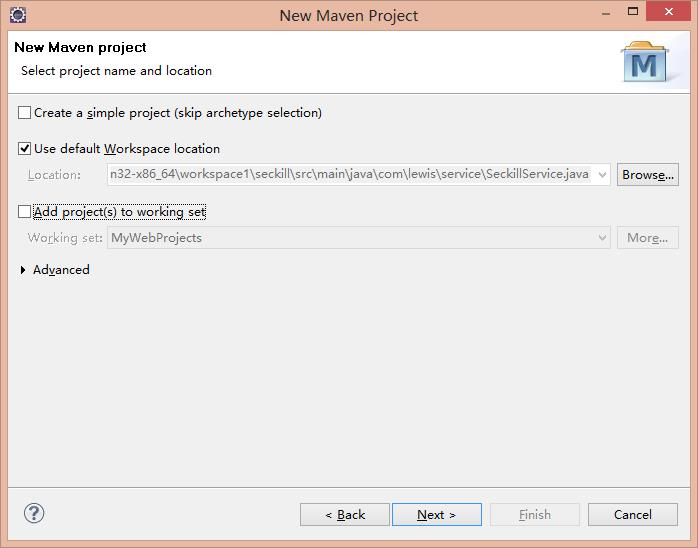 New Maven Project
New Maven project
Select project name and location
M
Create a simple project (skip archetype selection)
Use default Workspace location
Location: n32-x86_64\workspace1\seckill\src\main\java\com\lewis\service\SeckillService.java Browse...
Add project(s) to working set
Working set: MyWebProjects More...
Advanced
? < Back Next > Finish Cancel